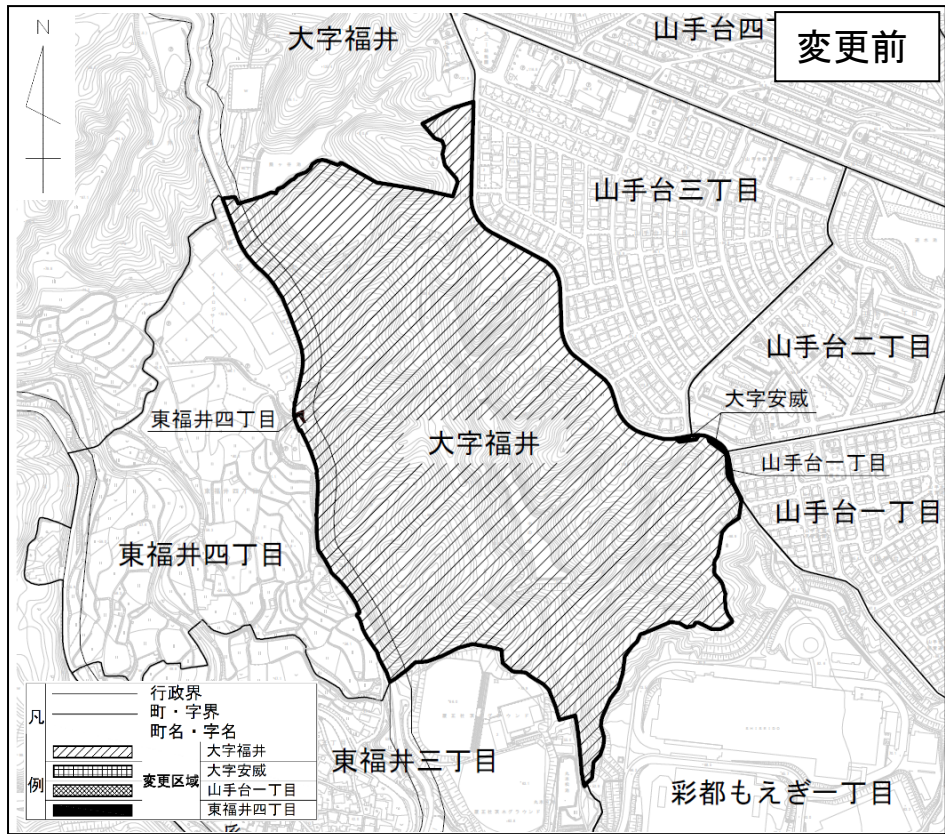 変更前
N
大字福井
山手台四丁
山手台三丁目
山手台二丁目
大字安威
東福井四丁目
大字福井
山手台一丁目
山手台一丁目
東福井四丁目
東福井三丁目
彩都もえぎ一丁目
凡例
行政界
町・字界
町名・字名
変更区域
大字福井
大字安威
山手台一丁目
東福井四丁目